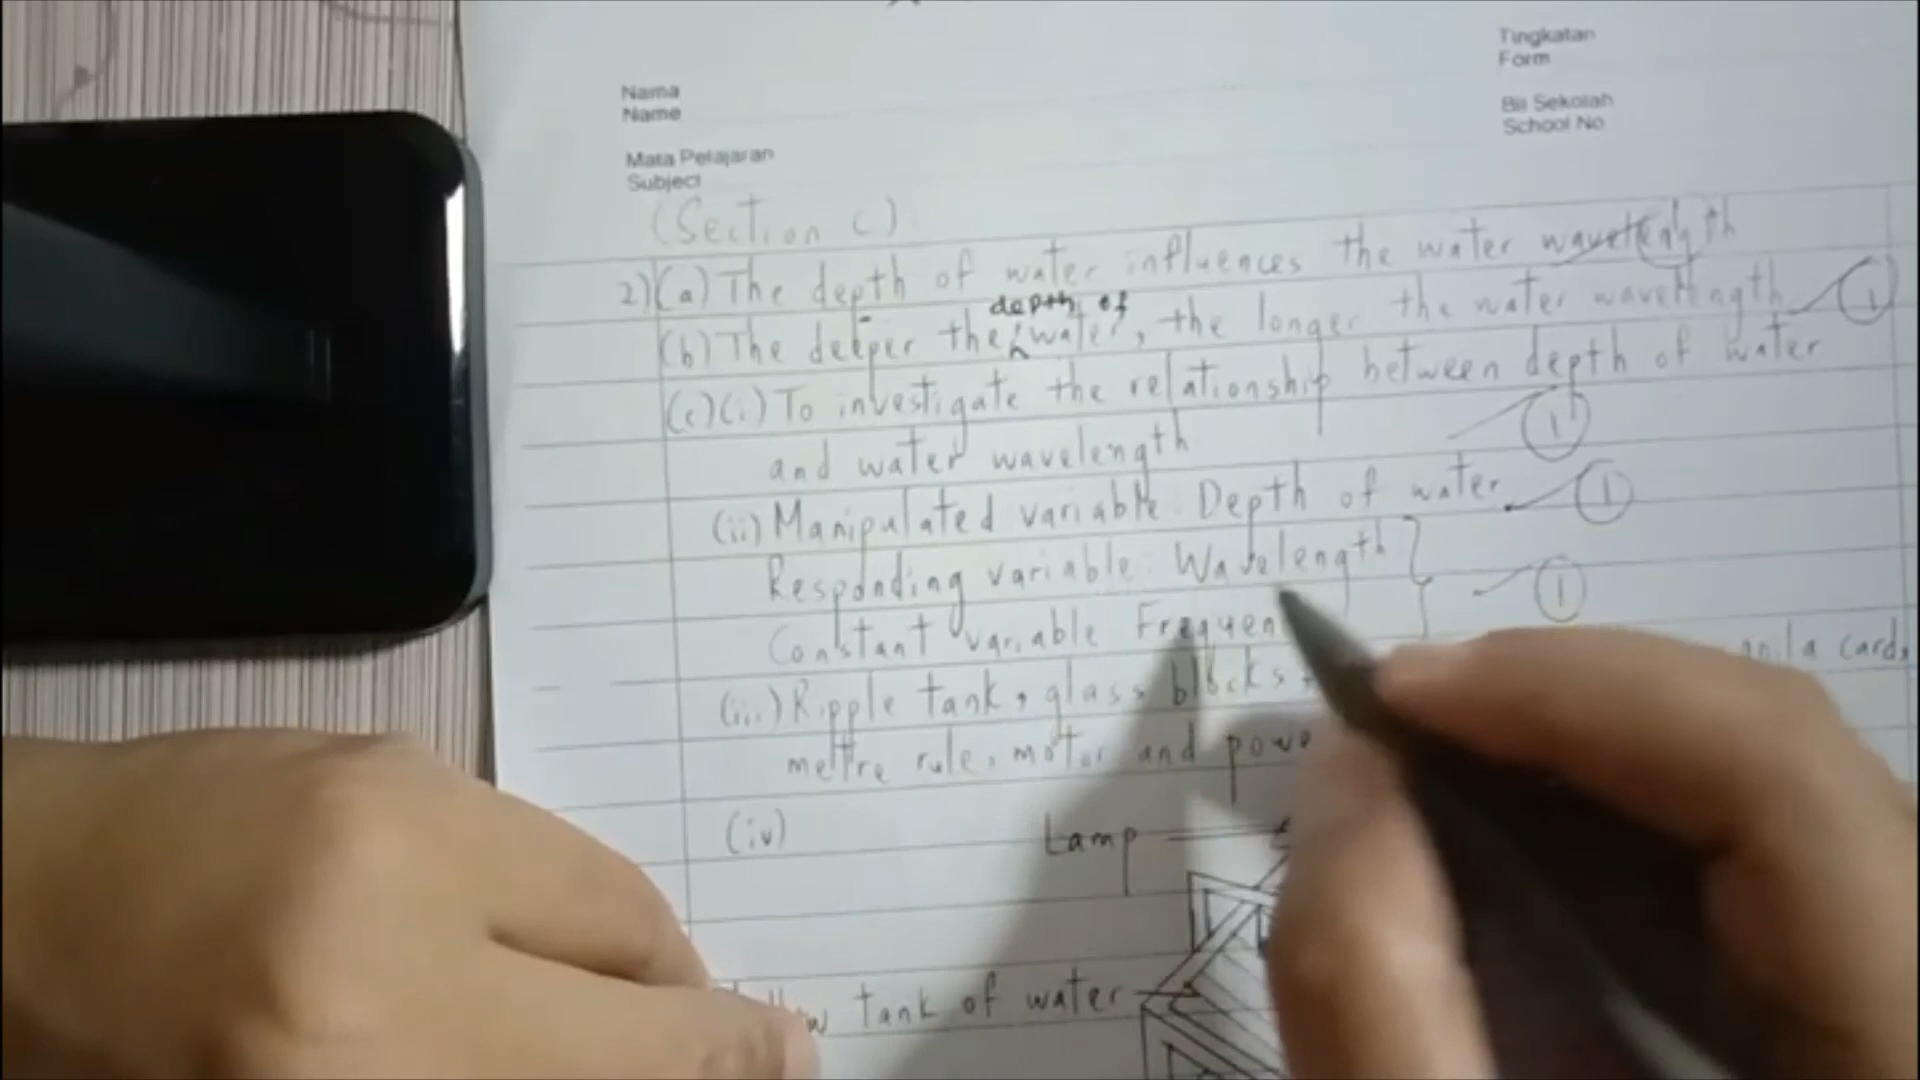 Nama
Name
Tingkatan
Form
Bil Sekolah
School No
Mata Pelajaran
Subject
(Section C)
2) (a) The depth of water influences the water wavelength
depth of
(b) The deeper the water, the longer the water wavelength 1
(c) (i) To investigate the relationship between depth of water
and water wavelength 1
(ii) Manipulated variable: Depth of water 1
Responding variable: Wavelength
Constant variable Frequen 1
(iii) Ripple tank, glass blocks, card,
mettre rule, motor and powe
(iv)
Lamp
tank of water